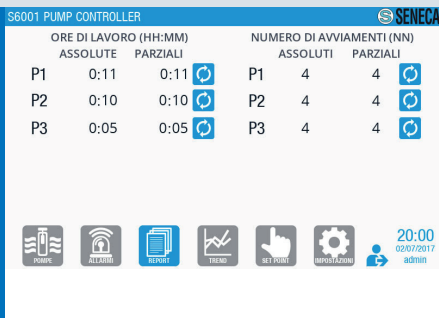 S6001 PUMP CONTROLLER
SENECA
ORE DI LAVORO (HH:MM) NUMERO DI AVVIAMENTI (NN)
ASSOLUTE PARZIALI ASSOLUTI PARZIALI
P1 0:11 0:11 P1 4 4
P2 0:10 0:10 P2 4 4
P3 0:05 0:05 P3 4 4
POMPE ALLARMI REPORT TREND SET POINT IMPOSTAZIONI
20:00
02/07/2017
admin